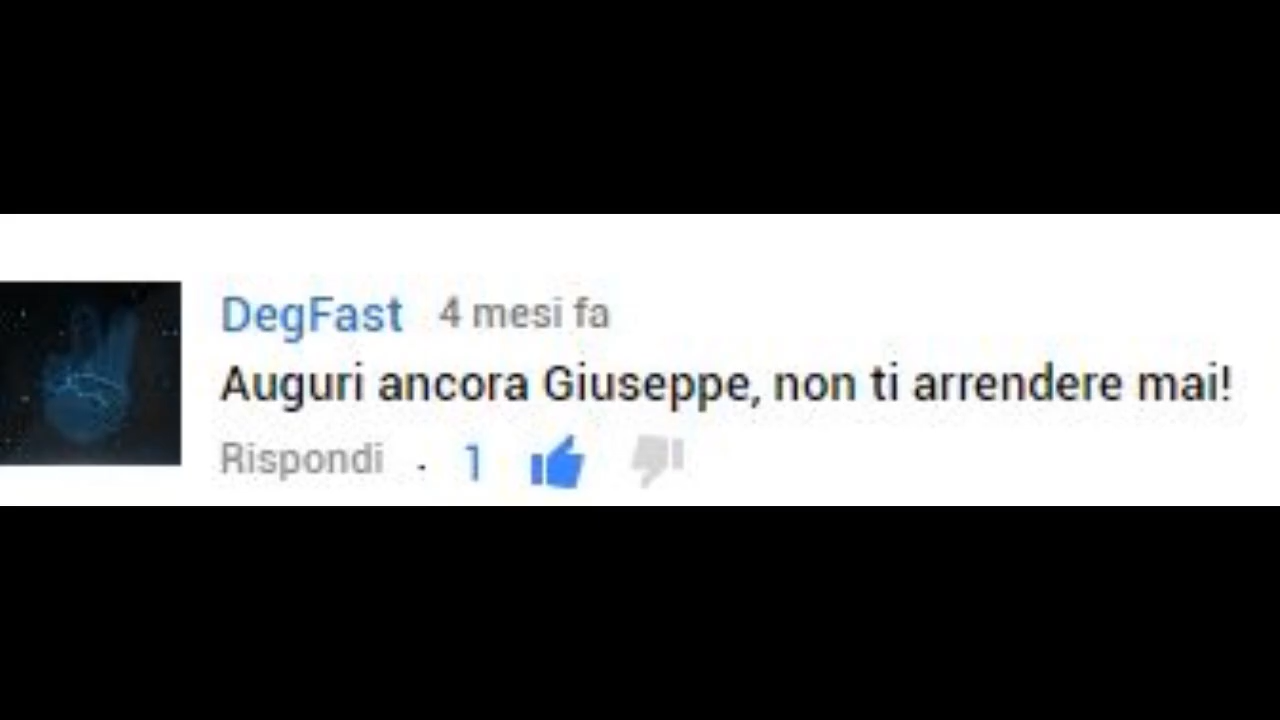 DegFast 4 mesi fa
Auguri ancora Giuseppe, non ti arrendere mai!
Rispondi . 1